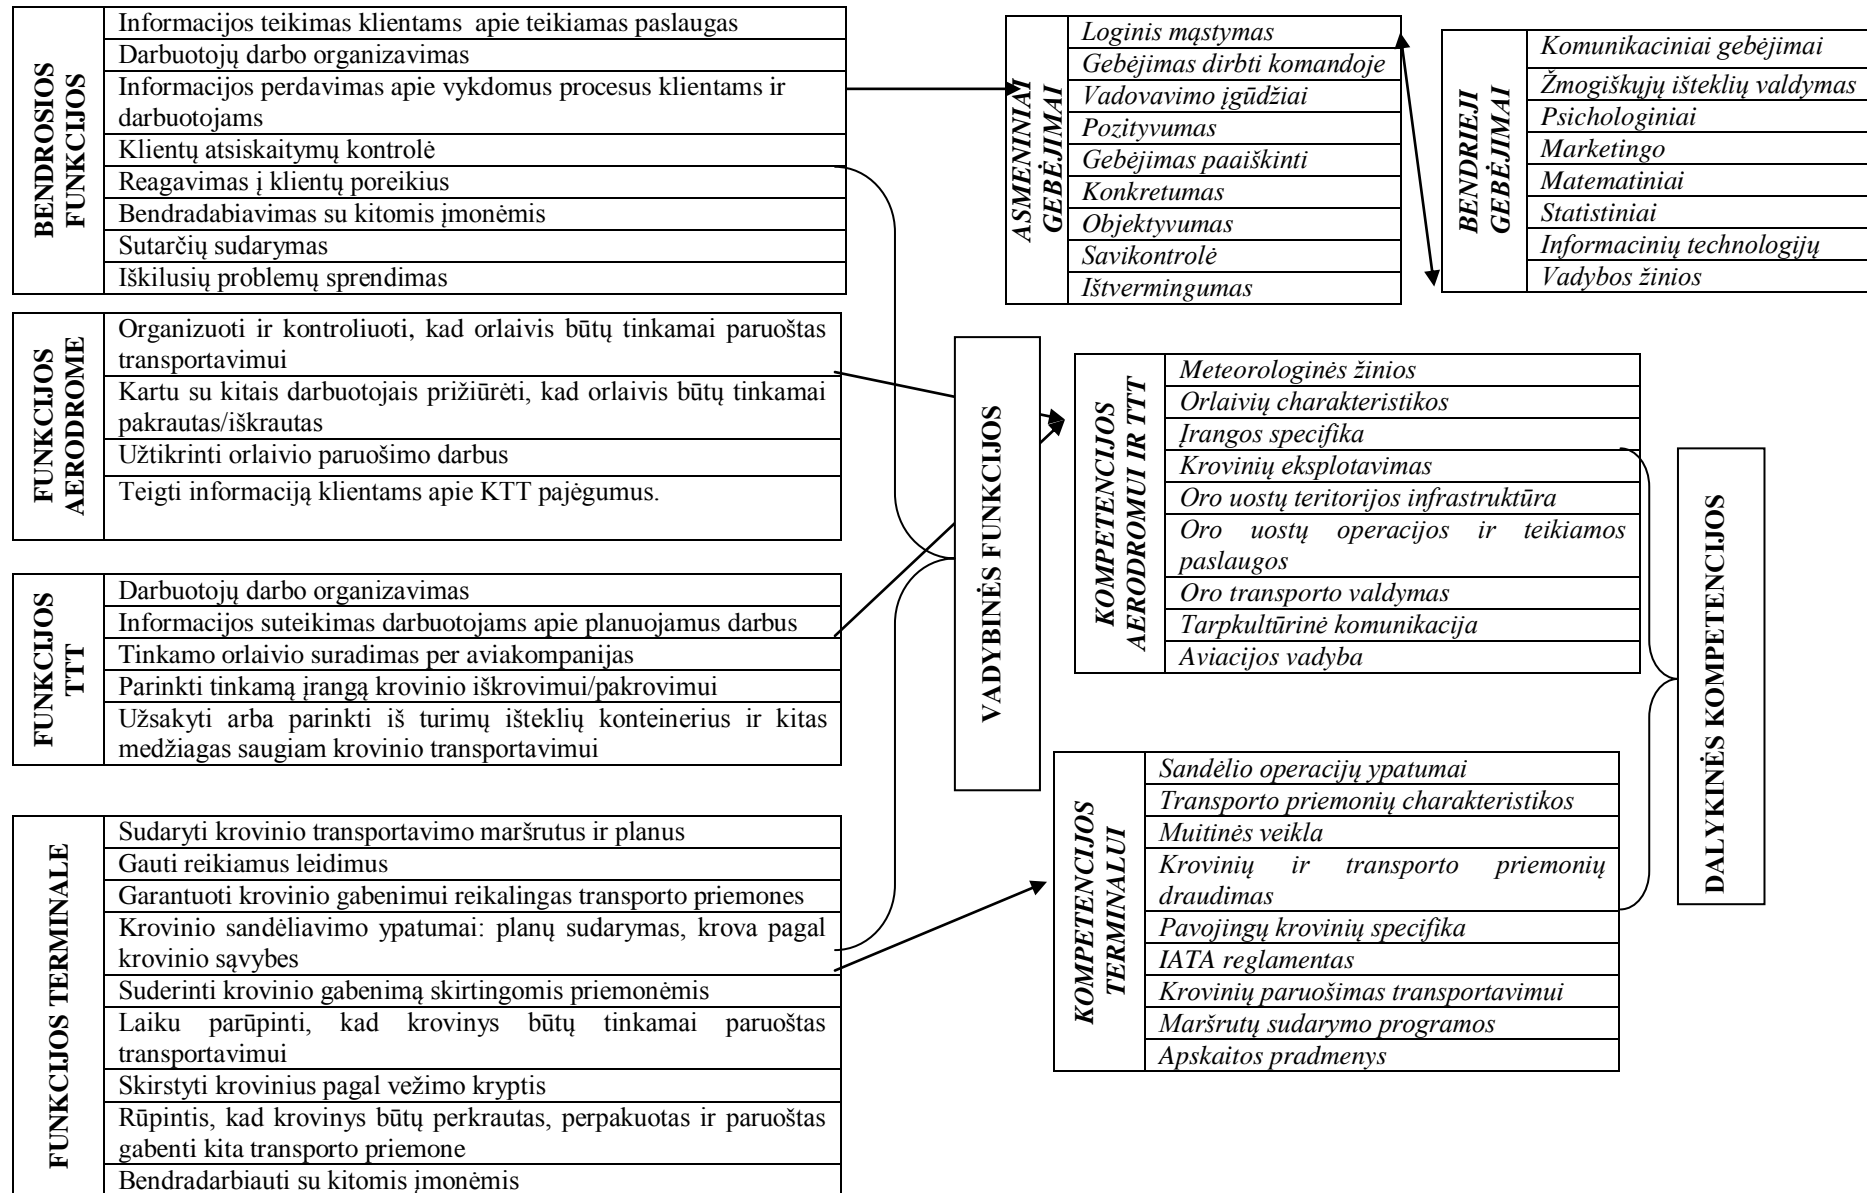 BENDROSIOS
FUNKCIJOS
Informacijos teikimas klientams apie teikiamas paslaugas
Darbuotojų darbo organizavimas
Informacijos perdavimas apie vykdomus procesus klientams ir
darbuotojams
Klientų atsiskaitymų kontrolė
Reagavimas į klientų poreikius
Bendradabiavimas su kitomis įmonėmis
Sutarčių sudarymas
Iškilusių problemų sprendimas
ASMENINIAI
GEBĖJIMAI
Loginis mąstymas
Gebėjimas dirbti komandoje
Vadovavimo įgūdžiai
Pozityvumas
Gebėjimas paaiškinti
Konkretumas
Objektyvumas
Savikontrolė
Ištvermingumas
BENDRIEJI
GEBĖJIMAI
Komunikaciniai gebėjimai
Žmogiškųjų išteklių valdymas
Psichologiniai
Marketingo
Matematiniai
Statistiniai
Informacinių technologijų
Vadybos žinios
FUNKCIJOS
AERODROME
Organizuoti ir kontroliuoti, kad orlaivis būtų tinkamai paruoštas
transportavimui
Kartu su kitais darbuotojais prižiūrėti, kad orlaivis būtų tinkamai
pakrautas/iškrautas
Užtikrinti orlaivio paruošimo darbus
Teigti informaciją klientams apie KTT pajėgumus.
FUNKCIJOS
TTT
Darbuotojų darbo organizavimas
Informacijos suteikimas darbuotojams apie planuojamus darbus
Tinkamo orlaivio suradimas per aviakompanijas
Parinkti tinkamą įrangą krovinio iškrovimui/pakrovimui
Užsakyti arba parinkti iš turimų išteklių konteinerius ir kitas
medžiagas saugiam krovinio transportavimui
FUNKCIJOS TERMINALE
Sudaryti krovinio transportavimo maršrutus ir planus
Gauti reikiamus leidimus
Garantuoti krovinio gabenimui reikalingas transporto priemones
Krovinio sandėliavimo ypatumai: planų sudarymas, krova pagal
krovinio sąvybes
Suderinti krovinio gabenimą skirtingomis priemonėmis
Laiku parūpinti, kad krovinys būtų tinkamai paruoštas
transportavimui
Skirstyti krovinius pagal vežimo kryptis
Rūpintis, kad krovinys būtų perkrautas, perpakuotas ir paruoštas
gabenti kita transporto priemone
Bendradarbiauti su kitomis įmonėmis
VADYBINĖS FUNKCIJOS
KOMPETENCIJOS
AERODROMUI IR TTT
Meteorologinės žinios
Orlaivių charakteristikos
Įrangos specifika
Krovinių eksplotavimas
Oro uostų teritorijos infrastruktūra
Oro uostų operacijos ir teikiamos
paslaugos
Oro transporto valdymas
Tarpkultūrinė komunikacija
Aviacijos vadyba
KOMPETENCIJOS
TERMINALUI
Sandėlio operacijų ypatumai
Transporto priemonių charakteristikos
Muitinės veikla
Krovinių ir transporto priemonių
draudimas
Pavojingų krovinių specifika
IATA reglamentas
Krovinių paruošimas transportavimui
Maršrutų sudarymo programos
Apskaitos pradmenys
DALYKINĖS KOMPETENCIJOS